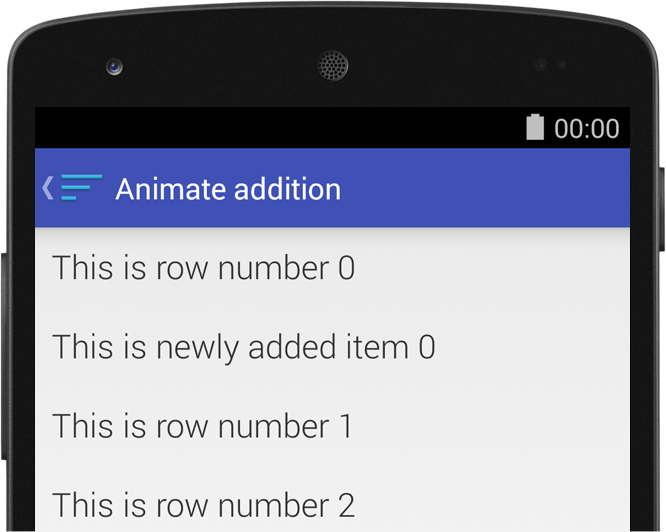 00:00
Animate addition
This is row number 0
This is newly added item 0
This is row number 1
This is row number 2